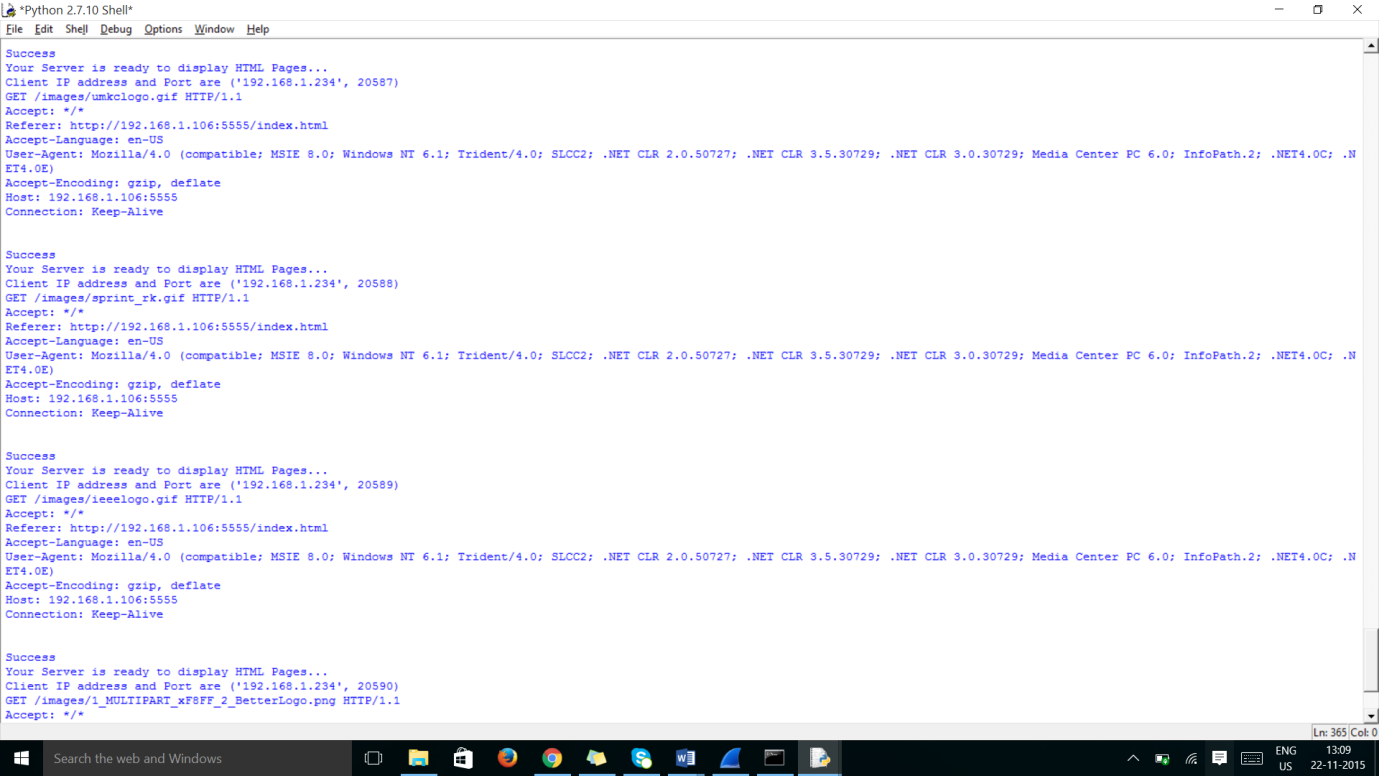 *Python 2.7.10 Shell*
File Edit Shell Debug Options Window Help
Success
Your Server is ready to display HTML Pages...
Client IP address and Port are ('192.168.1.234', 20587)
GET /images/umkclogo.gif HTTP/1.1
Accept: */*
Referer: http://192.168.1.106:5555/index.html
Accept-Language: en-US
User-Agent: Mozilla/4.0 (compatible; MSIE 8.0; Windows NT 6.1; Trident/4.0; SLCC2; .NET CLR 2.0.50727; .NET CLR 3.5.30729; .NET CLR 3.0.30729; Media Center PC 6.0; InfoPath.2; .NET4.0C; .N
ET4.0E)
Accept-Encoding: gzip, deflate
Host: 192.168.1.106:5555
Connection: Keep-Alive
Success
Your Server is ready to display HTML Pages...
Client IP address and Port are ('192.168.1.234', 20588)
GET /images/sprint_rk.gif HTTP/1.1
Accept: */*
Referer: http://192.168.1.106:5555/index.html
Accept-Language: en-US
User-Agent: Mozilla/4.0 (compatible; MSIE 8.0; Windows NT 6.1; Trident/4.0; SLCC2; .NET CLR 2.0.50727; .NET CLR 3.5.30729; .NET CLR 3.0.30729; Media Center PC 6.0; InfoPath.2; .NET4.0C; .N
ET4.0E)
Accept-Encoding: gzip, deflate
Host: 192.168.1.106:5555
Connection: Keep-Alive
Success
Your Server is ready to display HTML Pages...
Client IP address and Port are ('192.168.1.234', 20589)
GET /images/ieeelogo.gif HTTP/1.1
Accept: */*
Referer: http://192.168.1.106:5555/index.html
Accept-Language: en-US
User-Agent: Mozilla/4.0 (compatible; MSIE 8.0; Windows NT 6.1; Trident/4.0; SLCC2; .NET CLR 2.0.50727; .NET CLR 3.5.30729; .NET CLR 3.0.30729; Media Center PC 6.0; InfoPath.2; .NET4.0C; .N
ET4.0E)
Accept-Encoding: gzip, deflate
Host: 192.168.1.106:5555
Connection: Keep-Alive
Success
Your Server is ready to display HTML Pages...
Client IP address and Port are ('192.168.1.234', 20590)
GET /images/1_MULTIPART_xF8FF_2_BetterLogo.png HTTP/1.1
Accept: */*
Ln: 365 Col: 0
Search the web and Windows
ENG 13:09
US 22-11-2015